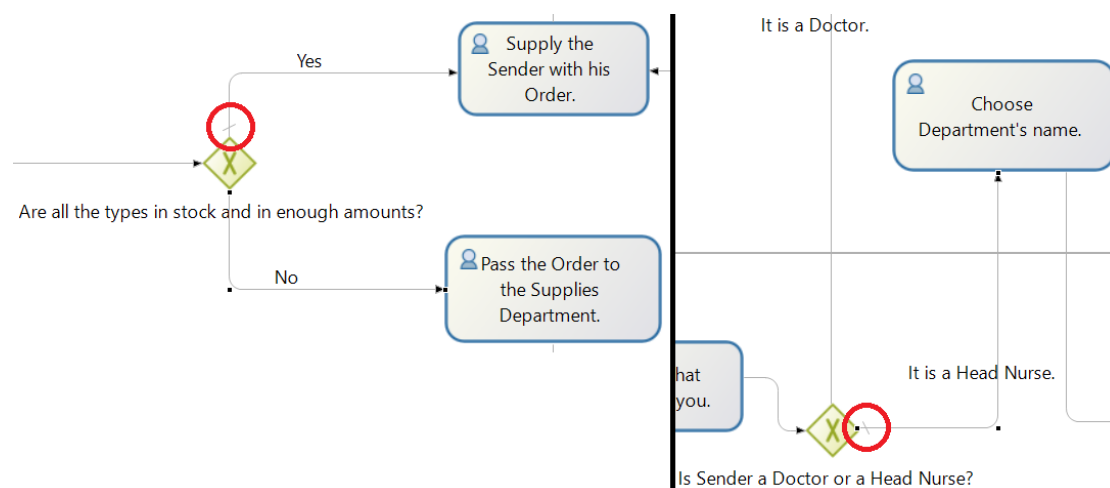 Yes
Supply the
Sender with his
Order.
Are all the types in stock and in enough amounts?
No
Pass the Order to
the Supplies
Department.
It is a Doctor.
Choose
Department's name.
It is a Head Nurse.
hat
you.
Is Sender a Doctor or a Head Nurse?